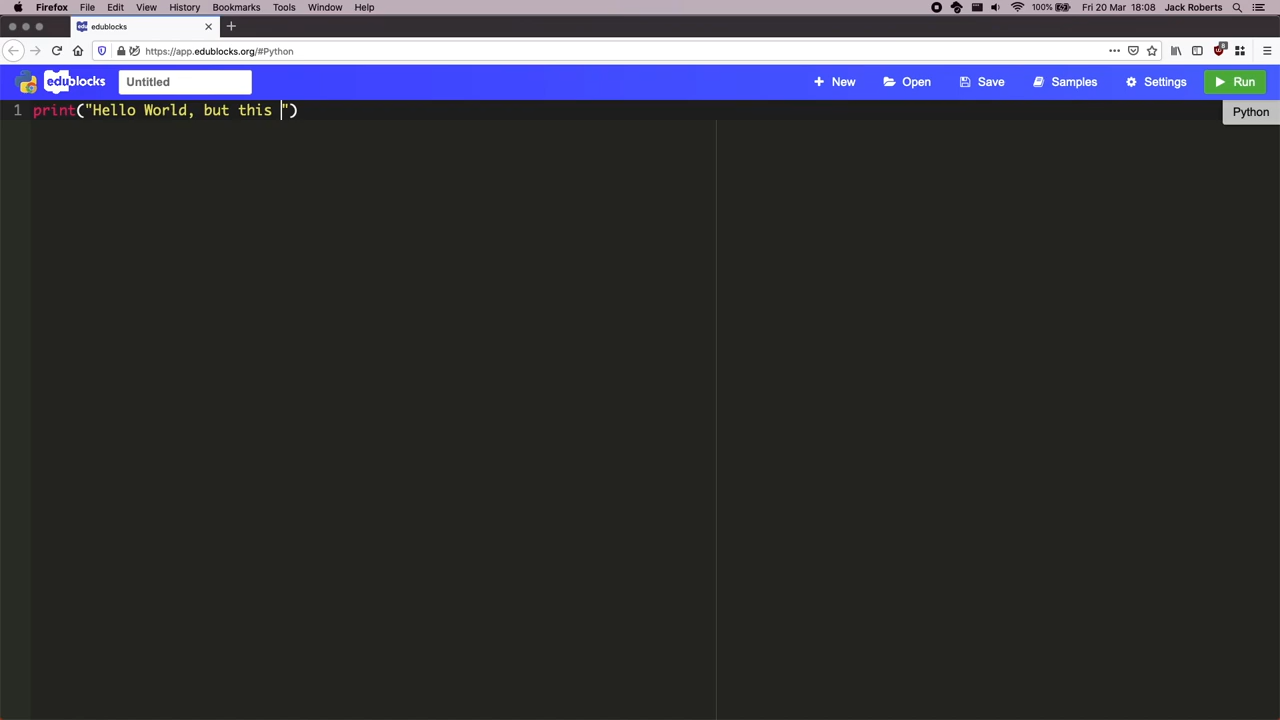 Firefox File Edit View History Bookmarks Tools Window Help 100% Fri 20 Mar 18:08 Jack Roberts
edublocks
https://app.edublocks.org/#Python
edublocks Untitled New Open Save Samples Settings Run
1 print("Hello World, but this ")
Python